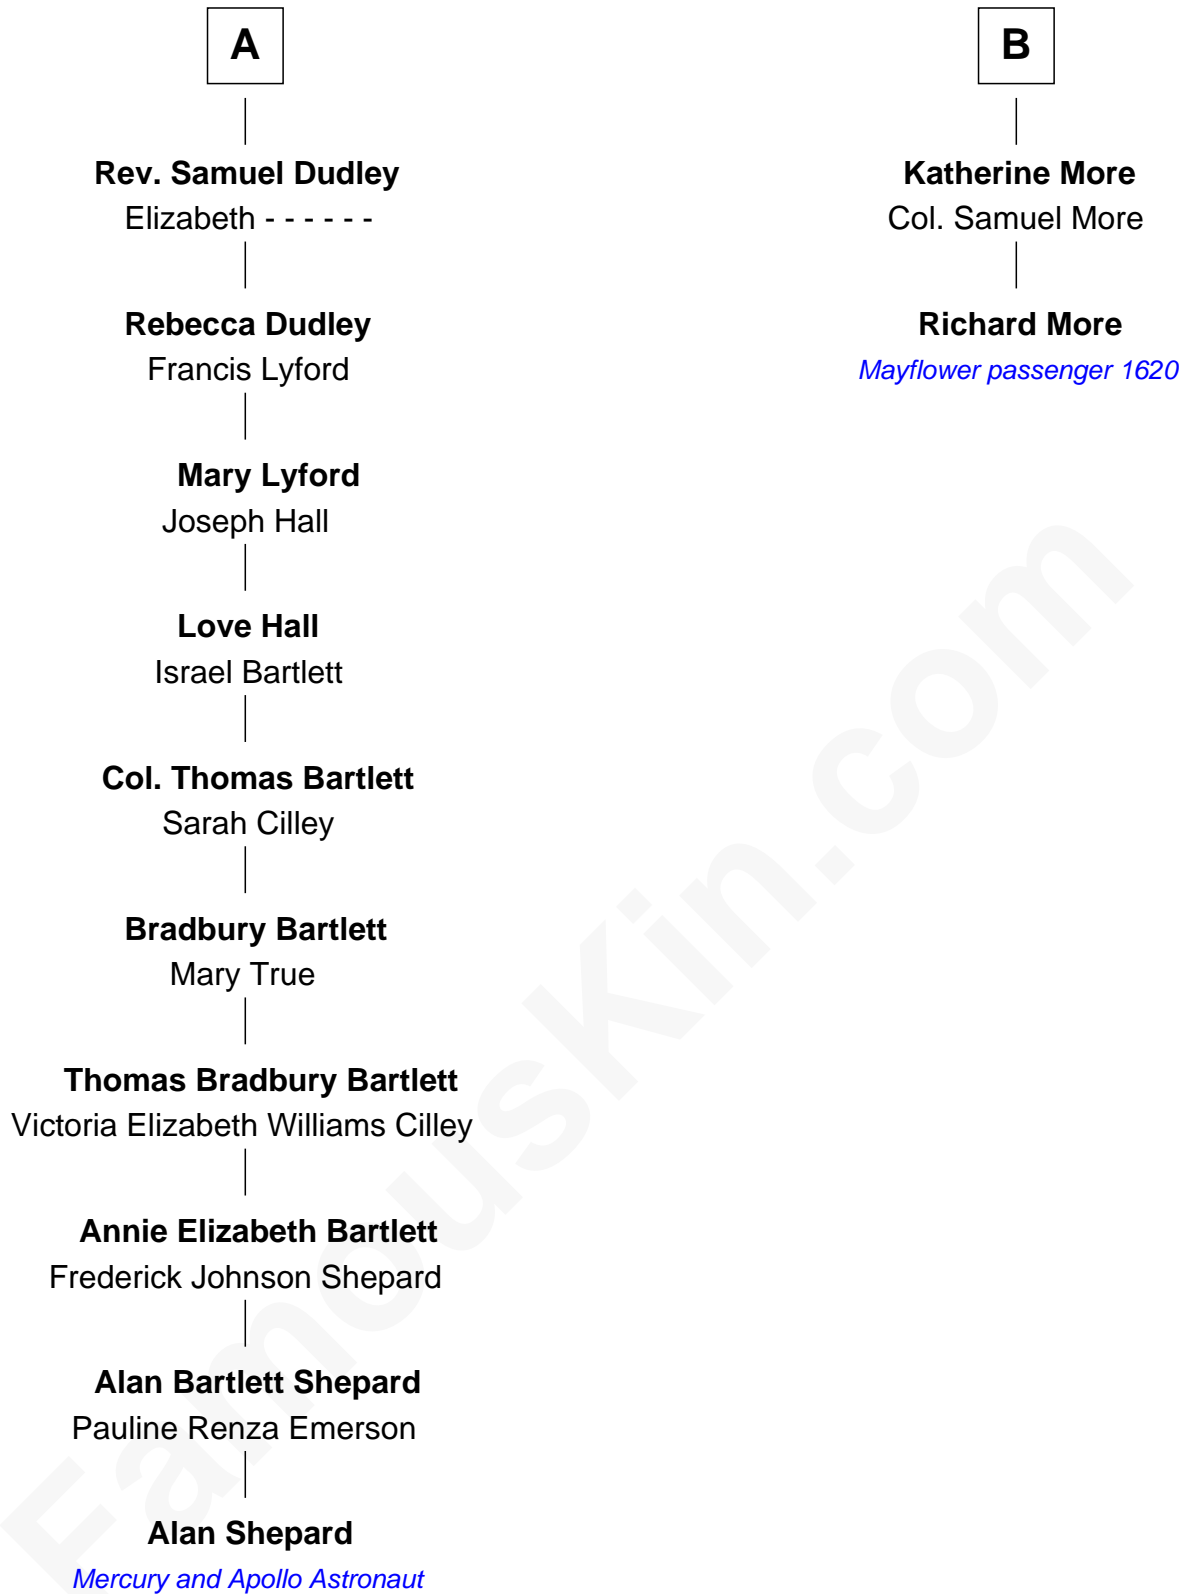 A
Rev. Samuel Dudley
Elizabeth - - - - - -
Rebecca Dudley
Francis Lyford
Mary Lyford
Joseph Hall
Love Hall
Israel Bartlett
Col. Thomas Bartlett
Sarah Cilley
Bradbury Bartlett
Mary True
Thomas Bradbury Bartlett
Victoria Elizabeth Williams Cilley
Annie Elizabeth Bartlett
Frederick Johnson Shepard
Alan Bartlett Shepard
Pauline Renza Emerson
Alan Shepard
Mercury and Apollo Astronaut
B
Katherine More
Col. Samuel More
Richard More
Mayflower passenger 1620
FamousKin.com